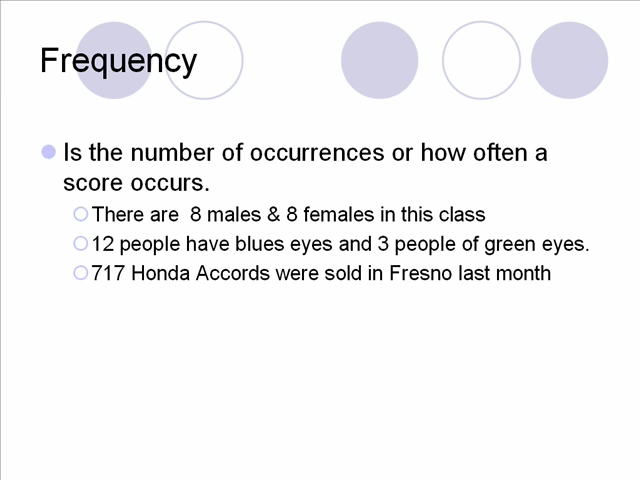 Frequency
Is the number of occurrences or how often a
score occurs.
There are  8 males & 8 females in this class
12 people have blues eyes and 3 people of green eyes.
717 Honda Accords were sold in Fresno last month